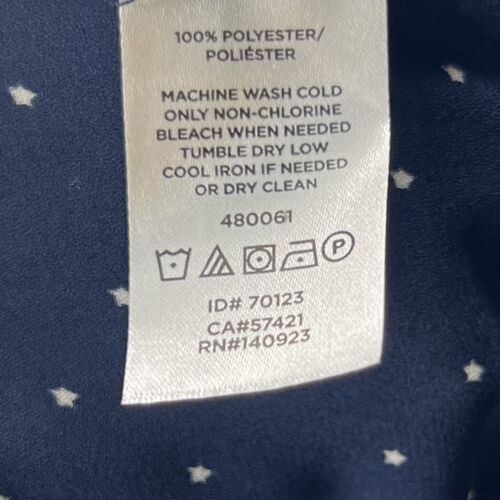 100% POLYESTER/
POLIÉSTER
MACHINE WASH COLD
ONLY NON-CHLORINE
BLEACH WHEN NEEDED
TUMBLE DRY LOW
COOL IRON IF NEEDED
OR DRY CLEAN
480061
P
ID# 70123
CA#57421
RN#140923